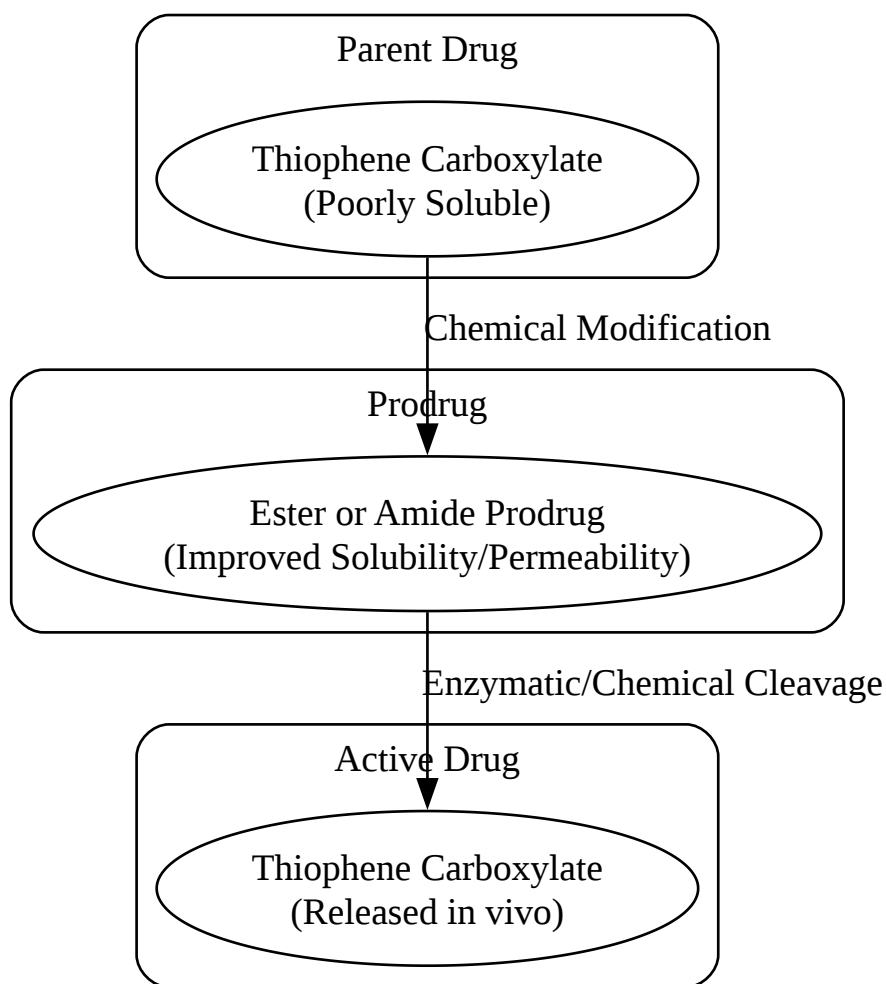 Parent Drug
Thiophene Carboxylate
(Poorly Soluble)
Chemical Modification
Prodrug
Ester or Amide Prodrug
(Improved Solubility/Permeability)
Enzymatic/Chemical Cleavage
Active Drug
Thiophene Carboxylate
(Released in vivo)